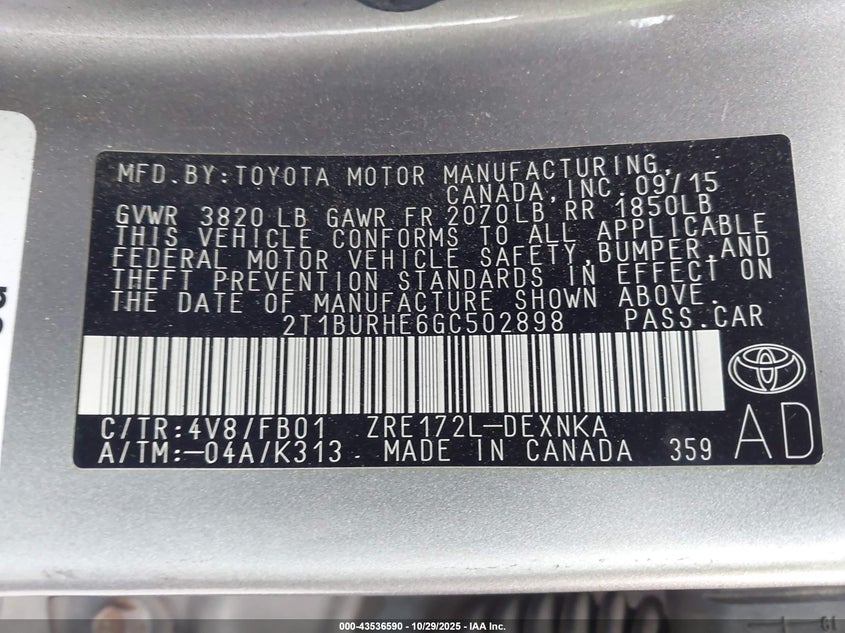 MFD.BY:TOYOTA MOTOR MANUFACTURING,
CANADA,INC. 09/15
GVWR 3820 LB GAWR FR 2070LB RR 1850LB
THIS VEHICLE CONFORMS TO ALL APPLICABLE
FEDERAL MOTOR VEHICLE SAFETY,BUMPER,AND
THEFT PREVENTION STANDARDS IN EFFECT ON
THE DATE OF MANUFACTURE SHOWN ABOVE.
2T1BURHE6GC502898 PASS.CAR
C/TR:4V8/FB01 ZRE172L-DEXNKA
A/TM:-04A/K313 MADE IN CANADA 359
AD
000-43536590 - 10/29/2025 - IAA Inc.